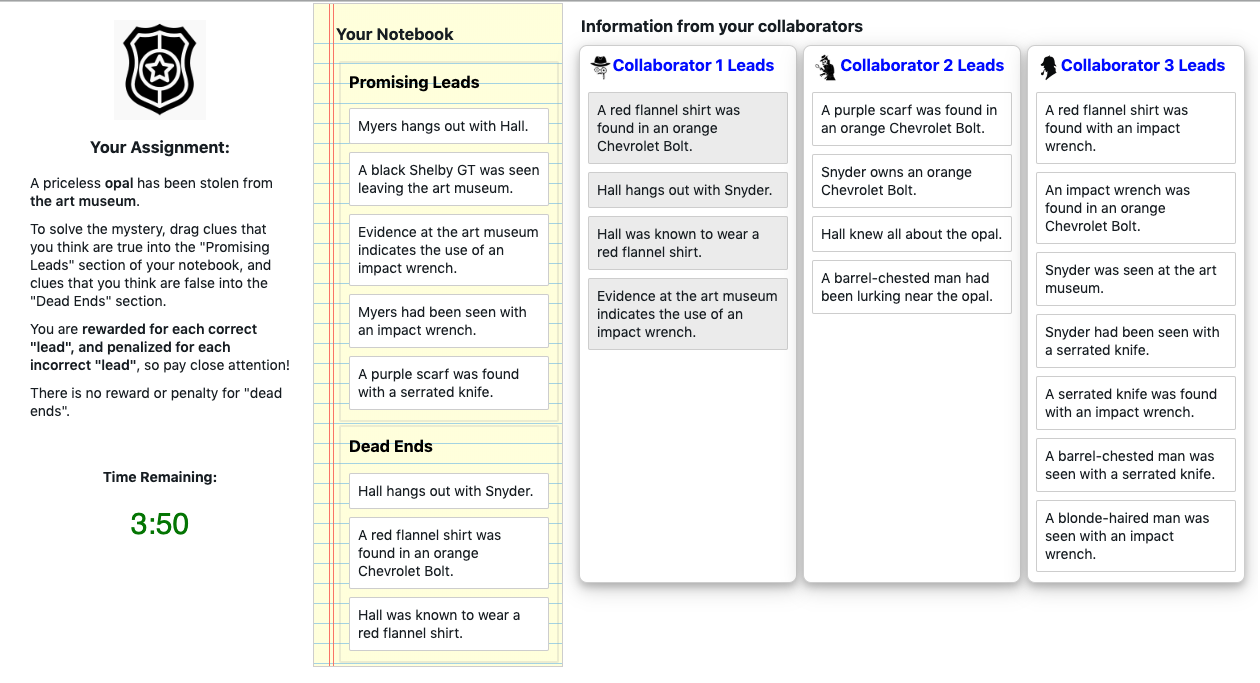 Your Assignment:
A priceless opal has been stolen from
the art museum.
To solve the mystery, drag clues that
you think are true into the "Promising
Leads" section of your notebook, and
clues that you think are false into the
"Dead Ends" section.
You are rewarded for each correct
"lead", and penalized for each
incorrect "lead", so pay close attention!
There is no reward or penalty for "dead
ends".
Time Remaining:
3:50
Your Notebook
Promising Leads
Myers hangs out with Hall.
A black Shelby GT was seen
leaving the art museum.
Evidence at the art museum
indicates the use of an
impact wrench.
Myers had been seen with
an impact wrench.
A purple scarf was found
with a serrated knife.
Dead Ends
Hall hangs out with Snyder.
A red flannel shirt was
found in an orange
Chevrolet Bolt.
Hall was known to wear a
red flannel shirt.
Information from your collaborators
Collaborator 1 Leads
A red flannel shirt was
found in an orange
Chevrolet Bolt.
Hall hangs out with Snyder.
Hall was known to wear a
red flannel shirt.
Evidence at the art museum
indicates the use of an
impact wrench.
Collaborator 2 Leads
A purple scarf was found in
an orange Chevrolet Bolt.
Snyder owns an orange
Chevrolet Bolt.
Hall knew all about the opal.
A barrel-chested man had
been lurking near the opal.
Collaborator 3 Leads
A red flannel shirt was
found with an impact
wrench.
An impact wrench was
found in an orange
Chevrolet Bolt.
Snyder was seen at the art
museum.
Snyder had been seen with
a serrated knife.
A serrated knife was found
with an impact wrench.
A barrel-chested man was
seen with a serrated knife.
A blonde-haired man was
seen with an impact
wrench.